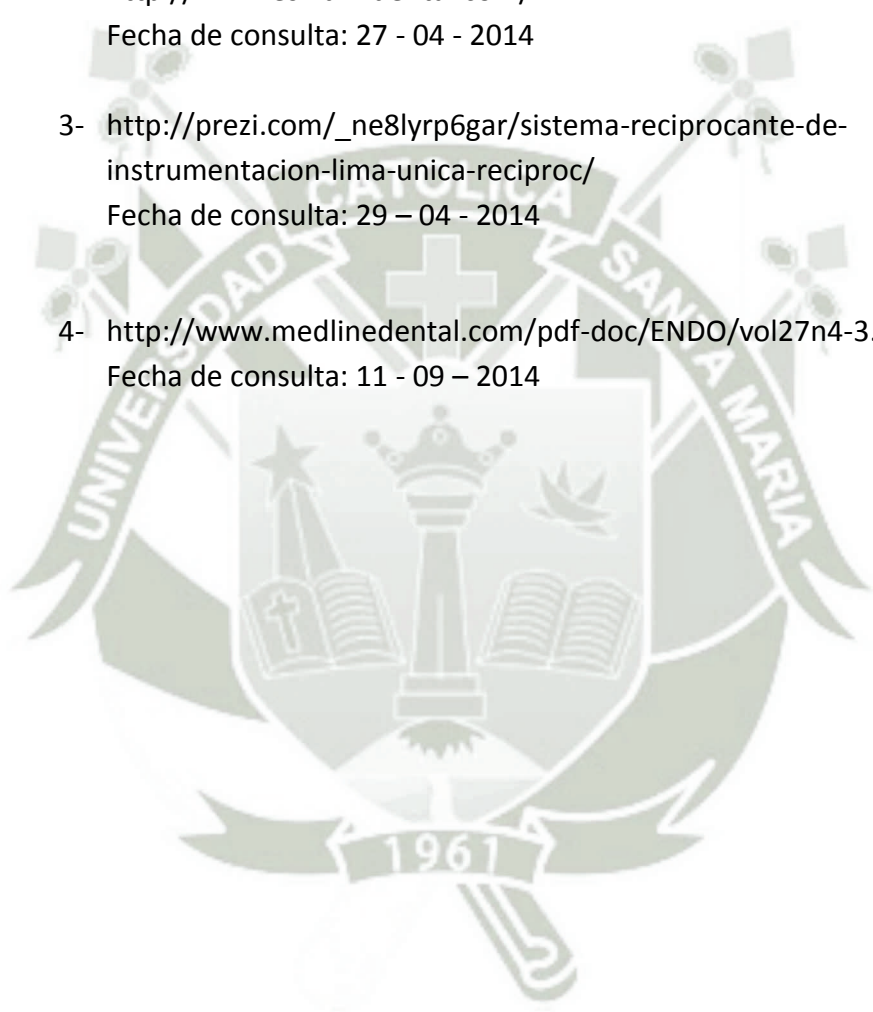 Fecha de consulta: 27 - 04 - 2014
3- http://prezi.com/_ne8lyrp6gar/sistema-reciprocante-de-
instrumentacion-lima-unica-reciproc/
Fecha de consulta: 29 – 04 - 2014
4- http://www.medlinedental.com/pdf-doc/ENDO/vol27n4-3.
Fecha de consulta: 11 - 09 – 2014
UNIVERSIDAD CATOLICA SANTA MARIA
1961